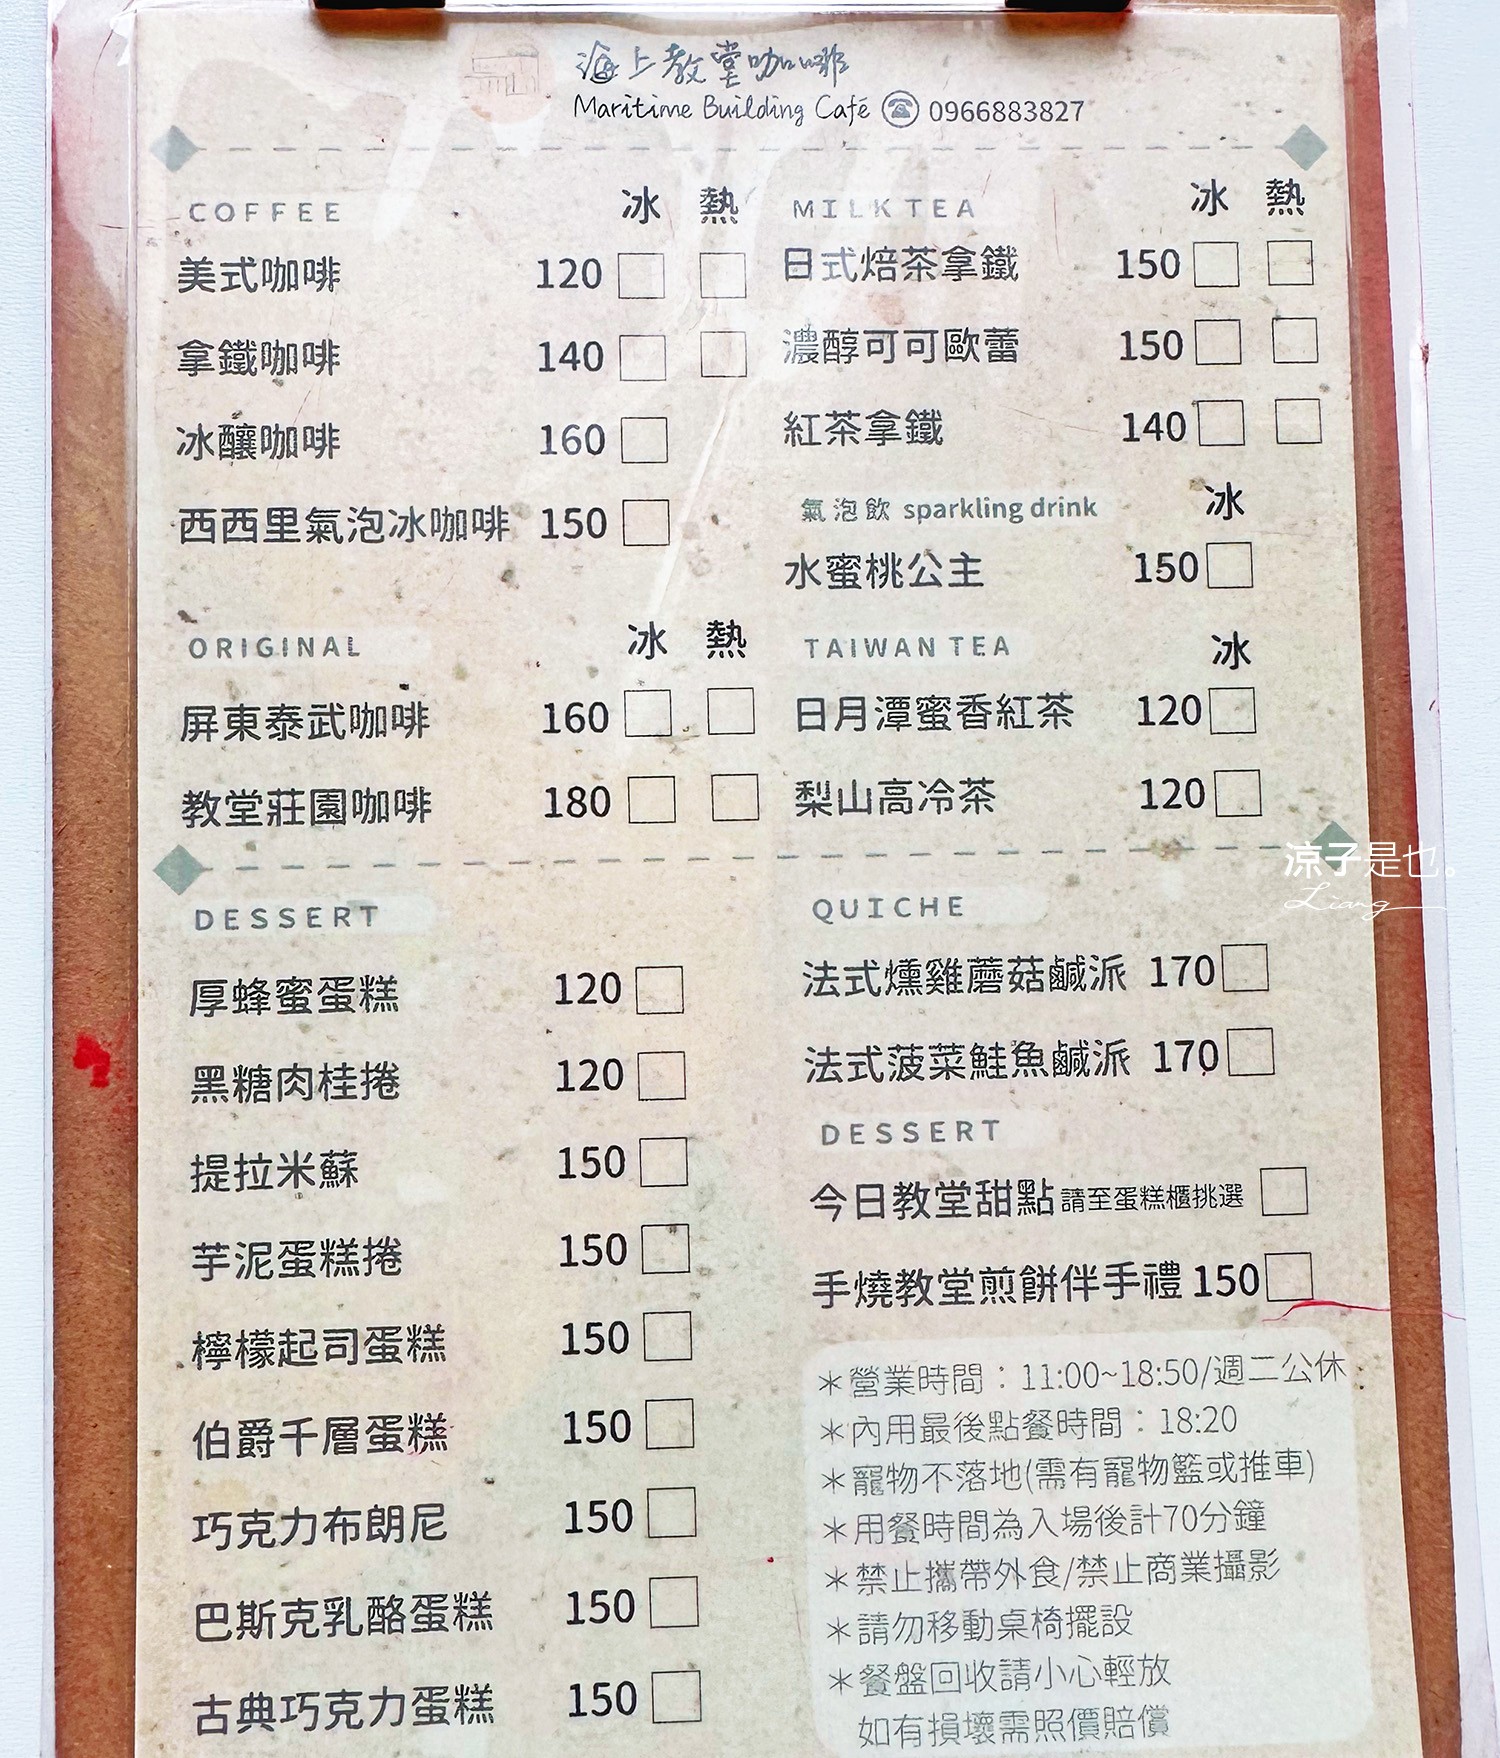 海上教堂咖啡
Maritime Building Café ☎ 0966883827
COFFEE 冰 熱
美式咖啡 120
拿鐵咖啡 140
冰釀咖啡 160
西西里氣泡冰咖啡 150
ORIGINAL 冰 熱
屏東泰武咖啡 160
教堂莊園咖啡 180
MILK TEA 冰 熱
日式焙茶拿鐵 150
濃醇可可歐蕾 150
紅茶拿鐵 140
氣泡飲 sparkling drink 冰
水蜜桃公主 150
TAIWAN TEA 冰
日月潭蜜香紅茶 120
梨山高冷茶 120
DESSERT
厚蜂蜜蛋糕 120
黑糖肉桂捲 120
提拉米蘇 150
芋泥蛋糕捲 150
檸檬起司蛋糕 150
伯爵千層蛋糕 150
巧克力布朗尼 150
巴斯克乳酪蛋糕 150
古典巧克力蛋糕 150
QUICHE
法式燻雞蘑菇鹹派 170
法式菠菜鮭魚鹹派 170
DESSERT
今日教堂甜點 請至蛋糕櫃挑選
手燒教堂煎餅伴手禮 150
＊營業時間：11:00~18:50/週二公休
＊內用最後點餐時間：18:20
＊寵物不落地(需有寵物籃或推車)
＊用餐時間為入場後計70分鐘
＊禁止攜帶外食/禁止商業攝影
＊請勿移動桌椅擺設
＊餐盤回收請小心輕放
如有損壞需照價賠償
涼子是也。
Liang